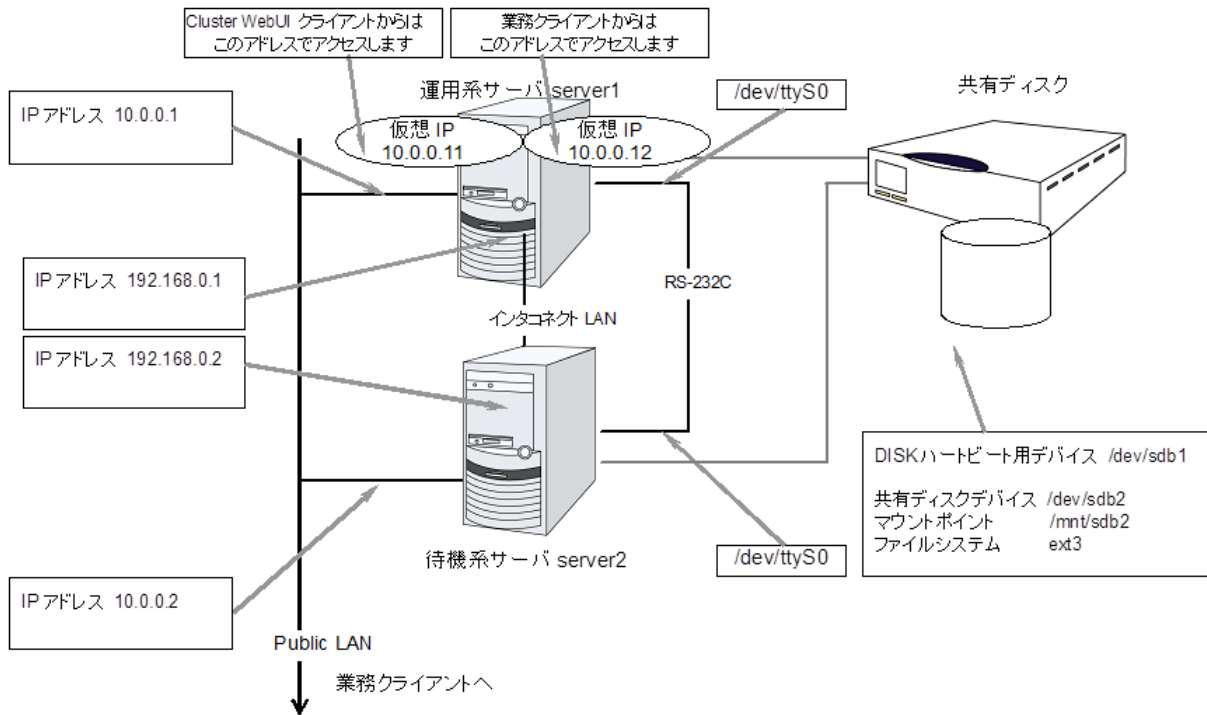 Cluster WebUI クライアントからは
このアドレスでアクセスします
業務クライアントからは
このアドレスでアクセスします
運用系サーバ server1
/dev/ttyS0
共有ディスク
IP アドレス 10.0.0.1
仮想 IP
10.0.0.11
仮想 IP
10.0.0.12
IP アドレス 192.168.0.1
RS-232C
インタコネクト LAN
IP アドレス 192.168.0.2
DISKハートビート用デバイス /dev/sdb1
共有ディスクデバイス /dev/sdb2
マウントポイント /mnt/sdb2
ファイルシステム ext3
待機系サーバ server2
/dev/ttyS0
IP アドレス 10.0.0.2
Public LAN
業務クライアントへ